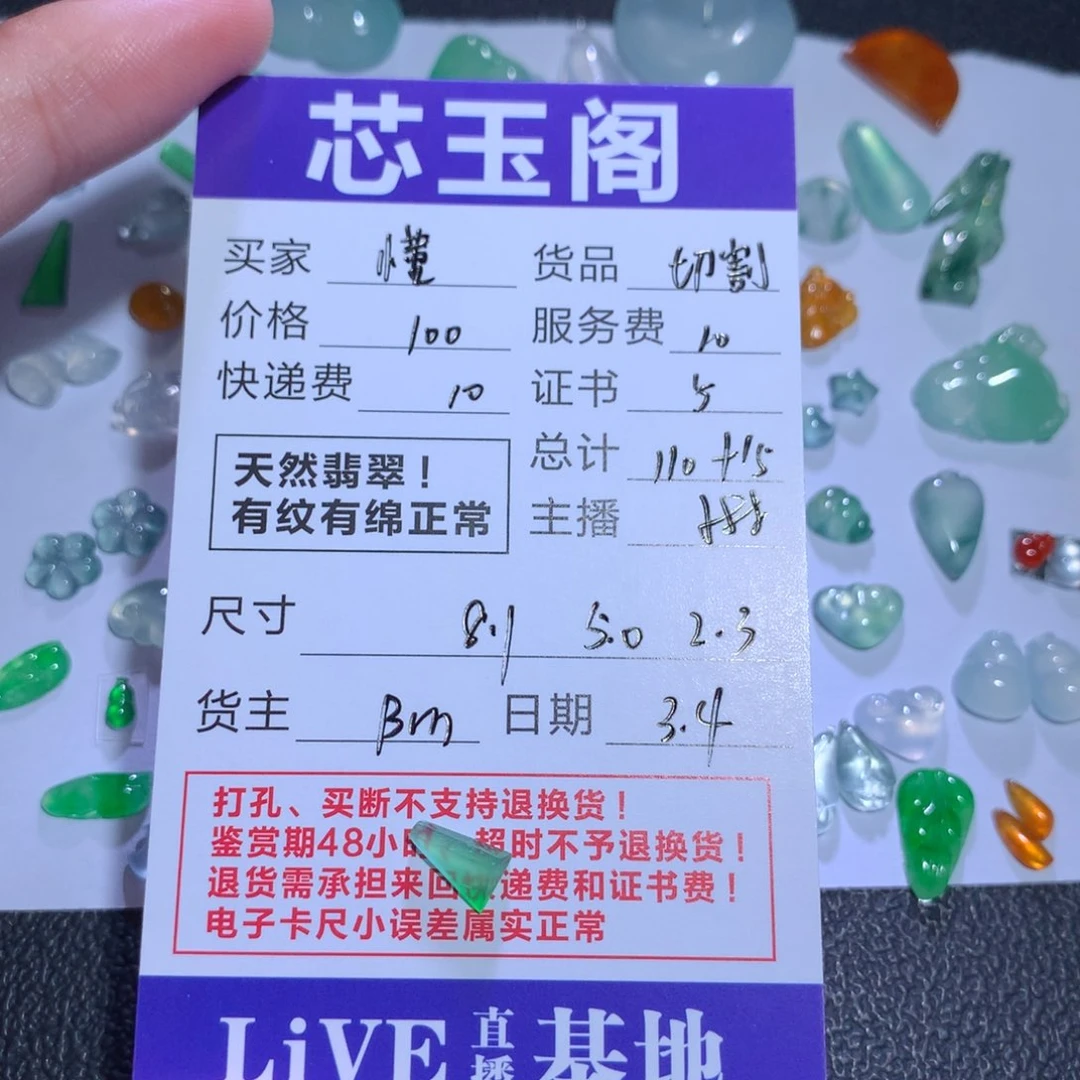 芯玉阁
买家 懂 货品 切割
价格 100 服务费 10
快递费 10 证书 5
总计 110+15
天然翡翠！
有纹有绵正常
主播
尺寸 8.1 5.0 2.3
货主 Bm 日期 3.4
打孔、买断不支持退换货！
鉴赏期48小 超时不予退换货！
退货需承担来回 递费和证书费！
电子卡尺小误差属实正常
LiVE 直播 基地